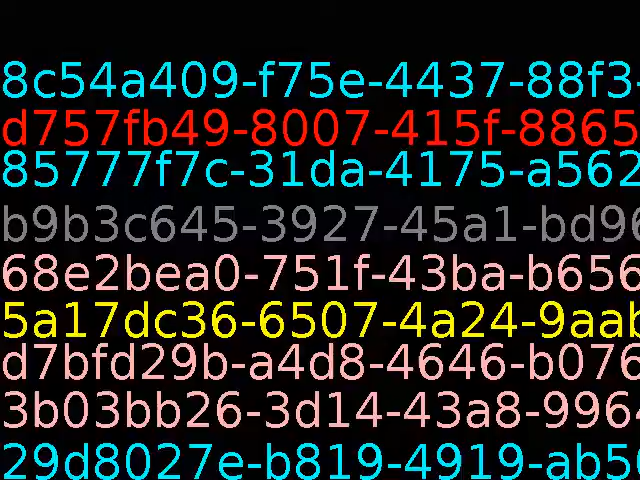 8c54a409-f75e-4437-88f3-
d757fb49-8007-415f-8865
85777f7c-31da-4175-a562
b9b3c645-3927-45a1-bd96
68e2bea0-751f-43ba-b656
5a17dc36-6507-4a24-9aab
d7bfd29b-a4d8-4646-b076
3b03bb26-3d14-43a8-9964
29d8027e-b819-4919-ab50